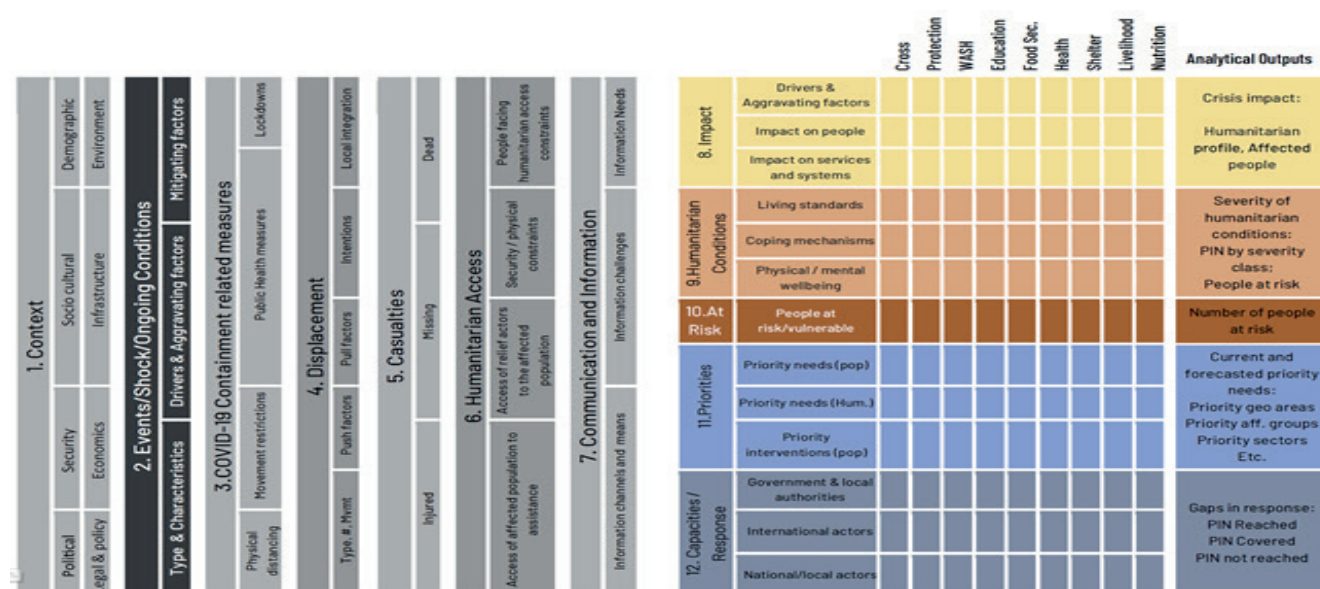 1. Context
Political
Security
Socio cultural
Demographic
Legal & policy
Economics
Infrastructure
Environment
2. Events/Shock/Ongoing Conditions
Type & Characteristics
Drivers & Aggravating factors
Mitigating factors
3.COVID-19 Containment related measures
Physical
distancing
Movement restrictions
Public Health measures
Lockdowns
4. Displacement
Type, #, Mvmt
Push factors
Pull factors
Intentions
Local integration
5. Casualties
Injured
Missing
Dead
6. Humanitarian Access
Access of affected population to
assistance
Access of relief actors
to the affected
population
Security / physical
constraints
People facing
humanitarian access
constraints
7. Communication and Information
Information channels and means
Information challenges
Information Needs
Cross
Protection
WASH
Education
Food Sec.
Health
Shelter
Livelihood
Nutrition
Analytical Outputs
8. Impact
Drivers &
Aggravating factors
Impact on people
Impact on services
and systems
Crisis impact:
Humanitarian
profile, Affected
people
9.Humanitarian
Conditions
Living standards
Coping mechanisms
Physical / mental
wellbeing
Severity of
humanitarian
conditions:
PIN by severity
class;
People at risk
10.At
Risk
People at
risk/vulnerable
Number of people
at risk
11.Priorities
Priority needs (pop)
Priority needs (Hum.)
Priority
interventions (pop)
Current and
forecasted priority
needs:
Priority geo areas
Priority aff. groups
Priority sectors
Etc.
12. Capacities /
Response
Government & local
authorities
International actors
National/local actors
Gaps in response:
PIN Reached
PIN Covered
PIN not reached